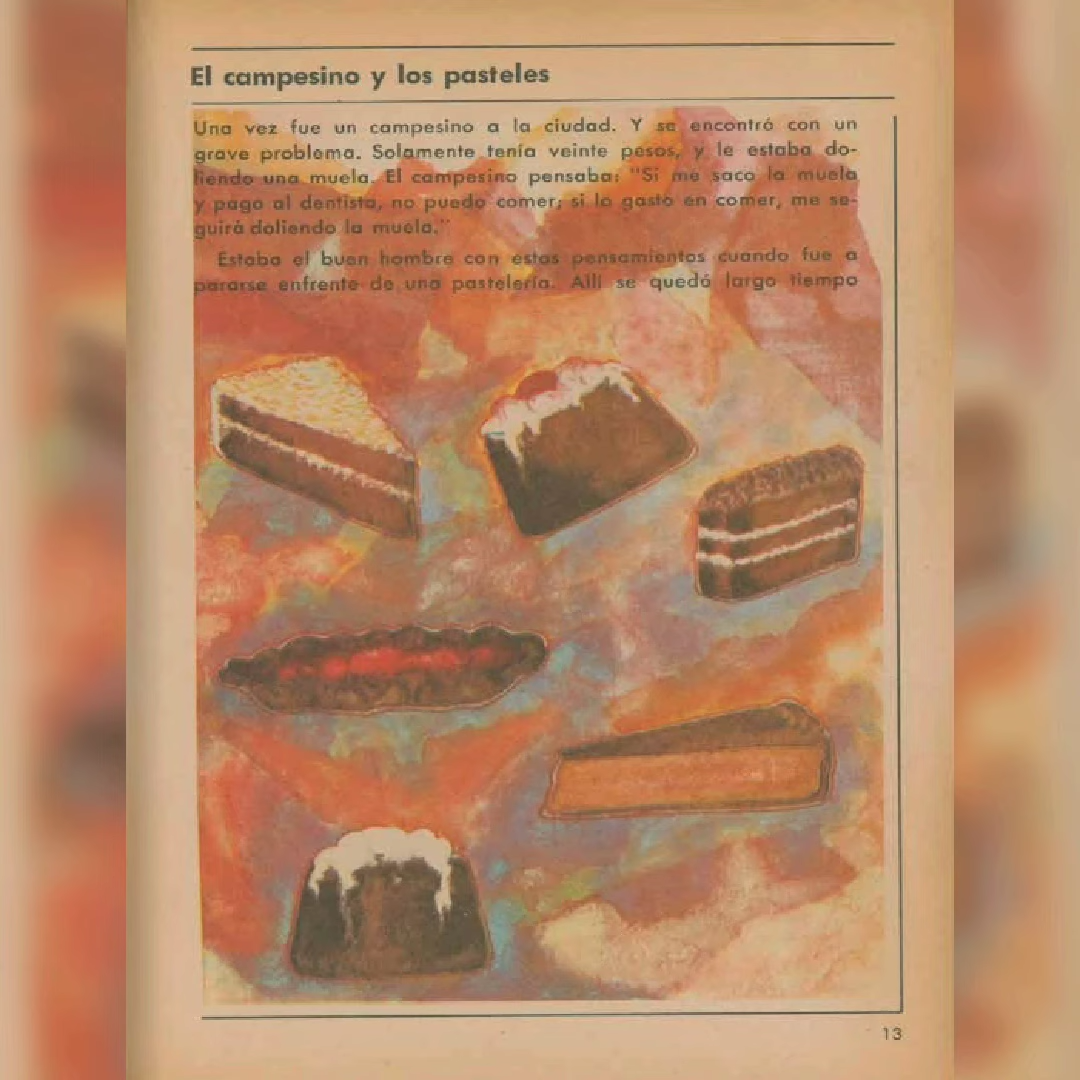 El campesino y los pasteles
Una vez fue un campesino a la ciudad. Y se encontró con un
grave problema. Solamente tenía veinte pesos, y le estaba do-
liendo una muela. El campesino pensaba: "Si me saco la muela
y pago al dentista, no puedo comer; si lo gasto en comer, me se-
guirá doliendo la muela."
Estaba el buen hombre con estos pensamientos cuando fue a
pararse enfrente de una pastelería. Allí se quedó largo tiempo
13